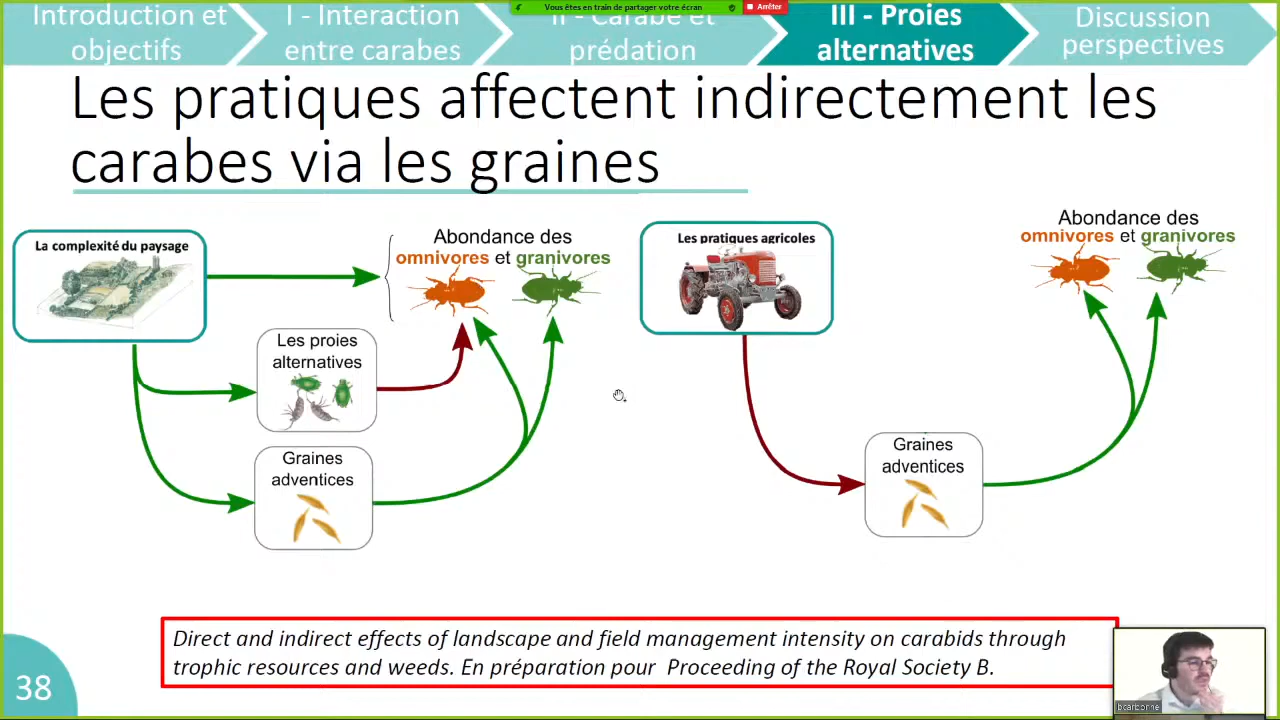 Introduction et
objectifs
I - Interaction
entre carabes
II - Carabe et
prédation
III - Proies
alternatives
Discussion
perspectives
Vous êtes en train de partager votre écran
Arrêter
Les pratiques affectent indirectement les
carabes via les graines
La complexité du paysage
Abondance des
omnivores et granivores
Les proies
alternatives
Graines
adventices
Les pratiques agricoles
Abondance des
omnivores et granivores
Graines
adventices
Direct and indirect effects of landscape and field management intensity on carabids through
trophic resources and weeds. En préparation pour Proceeding of the Royal Society B.
38
bcarbonne